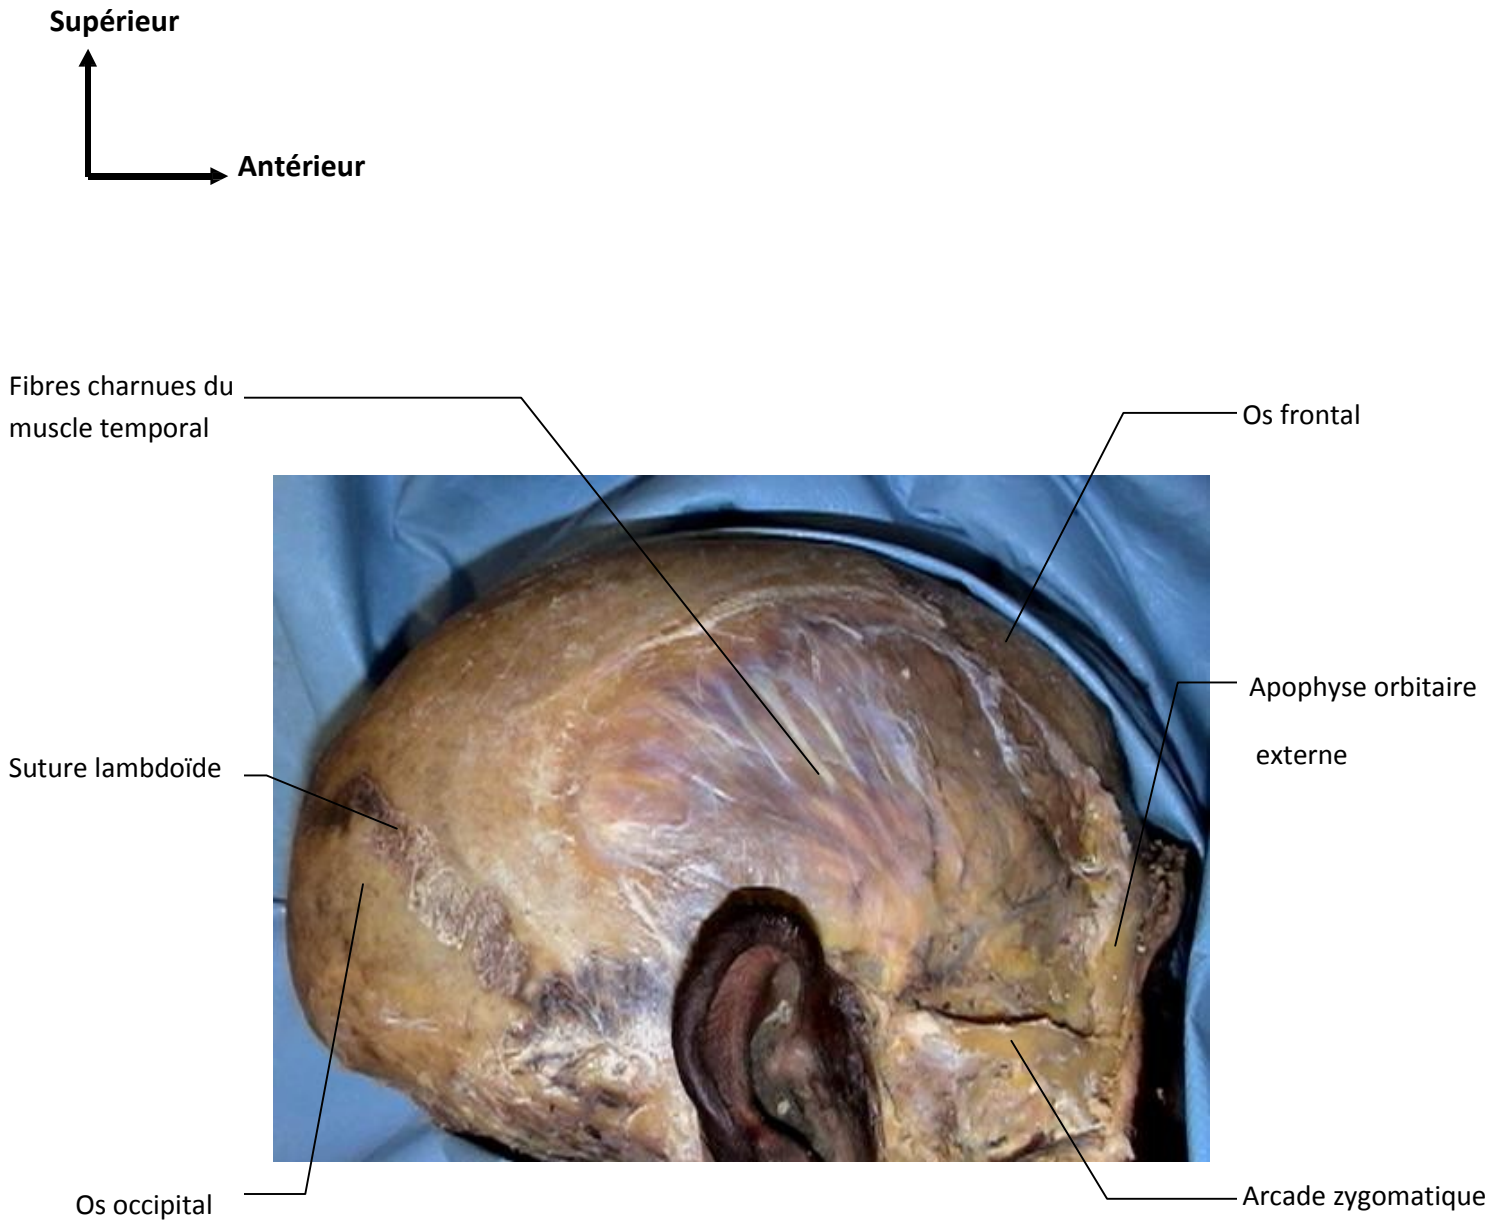 Supérieur
Antérieur
Fibres charnues du
muscle temporal
Os frontal
Apophyse orbitaire
externe
Suture lambdoïde
Os occipital
Arcade zygomatique